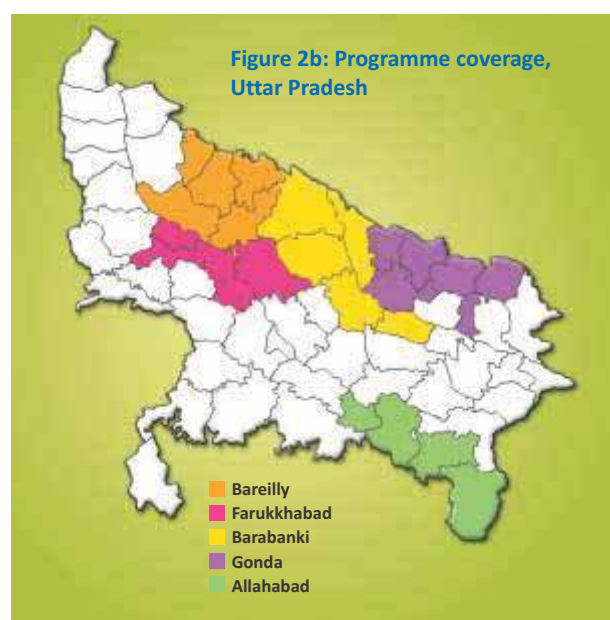 Figure 2b: Programme coverage,
Uttar Pradesh
Bareilly
Farukkhabad
Barabanki
Gonda
Allahabad